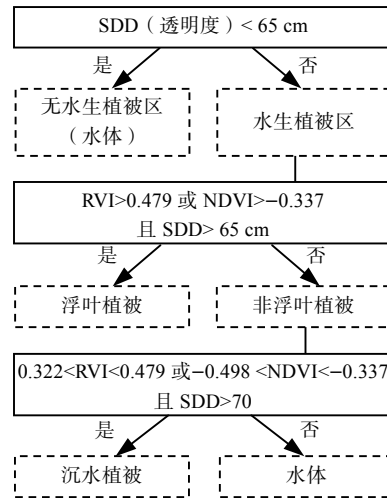 SDD（透明度）< 65 cm
是 否
无水生植被区
（水体）
水生植被区
RVI>0.479 或 NDVI>−0.337
且 SDD> 65 cm
是 否
浮叶植被 非浮叶植被
0.322<RVI<0.479 或−0.498 <NDVI<−0.337
且 SDD>70
是 否
沉水植被 水体